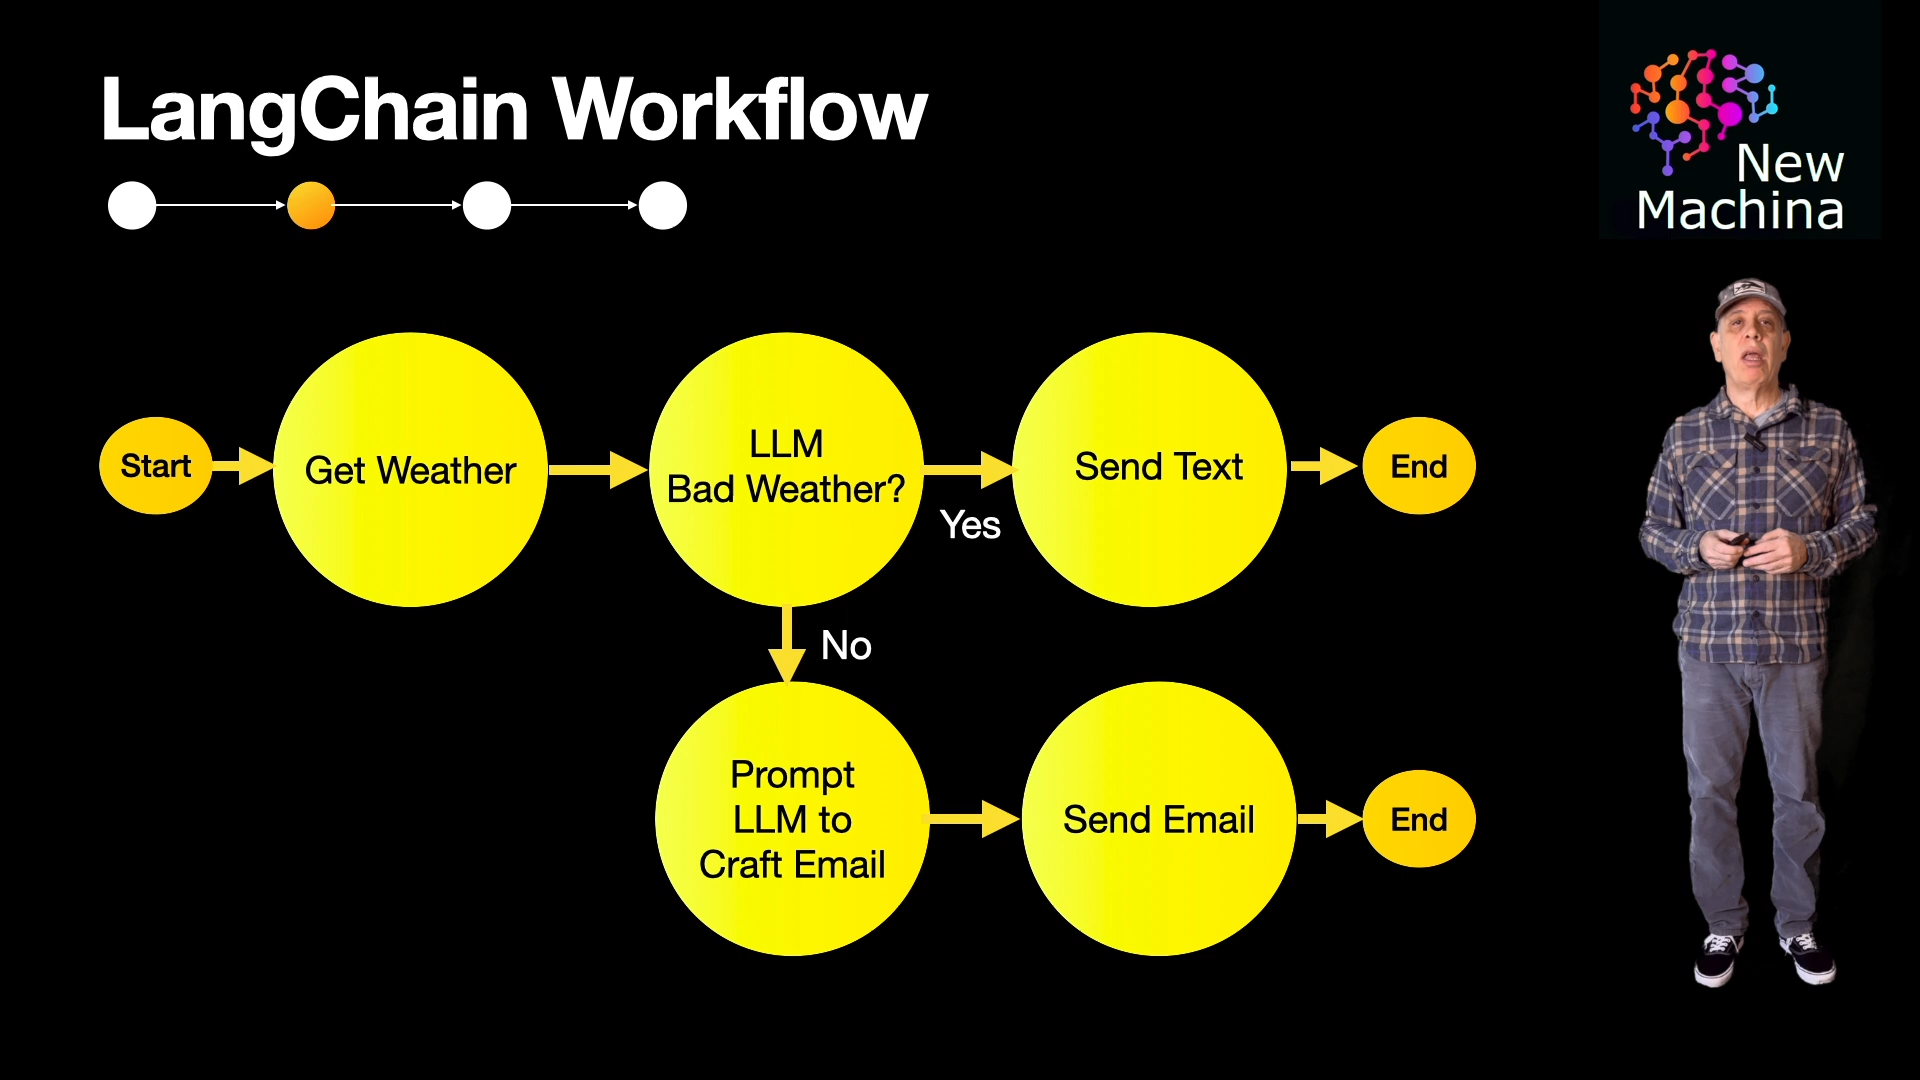 LangChain Workflow
New
Machina
Start
Get Weather
LLM
Bad Weather?
Yes
Send Text
End
No
Prompt
LLM to
Craft Email
Send Email
End